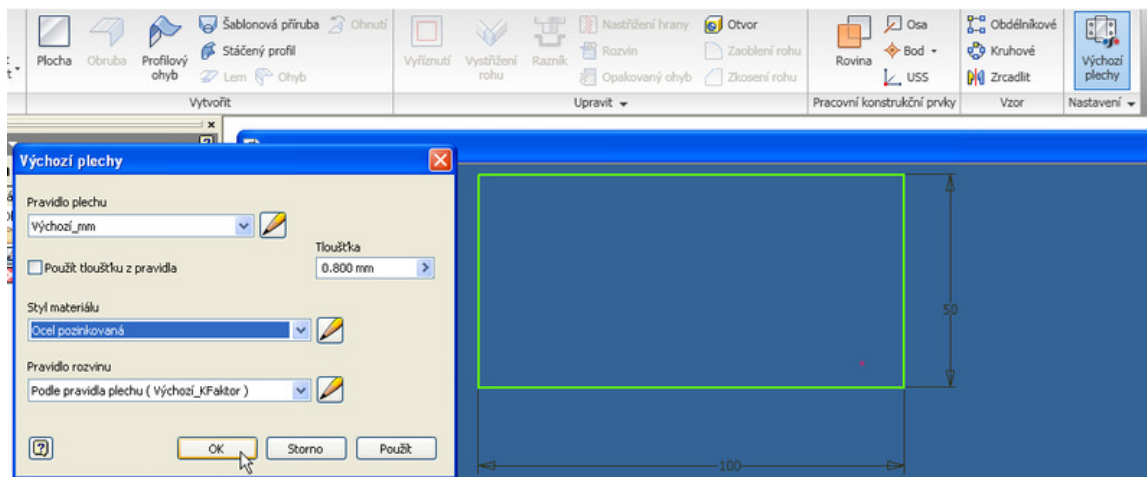 Plocha
Obruba
Profilový
ohyb
Šablonová příruba
Ohnutí
Stáčený profil
Lem
Ohyb
Vytvořit
Vyříznutí
Vystřižení
rohu
Razník
Nastřižení hrany
Otvor
Rozvin
Zaoblení rohu
Opakovaný ohyb
Zkosení rohu
Upravit
Rovina
Osa
Bod
USS
Pracovní konstrukční prvky
Obdélníkové
Kruhové
Zrcadlit
Vzor
Výchozí
plechy
Nastavení
Výchozí plechy
Pravidlo plechu
Výchozí_mm
Tloušťka
Použít tloušťku z pravidla
0.800 mm
Styl materiálu
Ocel pozinkovaná
Pravidlo rozvinu
Podle pravidla plechu ( Výchozí_KFaktor )
OK
Storno
Použít
50
100